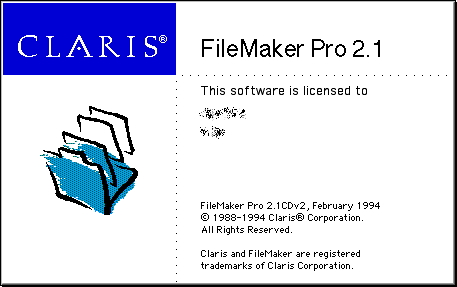 CLARIS®
FileMaker Pro 2.1
This software is licensed to
FileMaker Pro 2.1CDv2, February 1994
© 1988-1994 Claris® Corporation.
All Rights Reserved.
Claris and FileMaker are registered
trademarks of Claris Corporation.